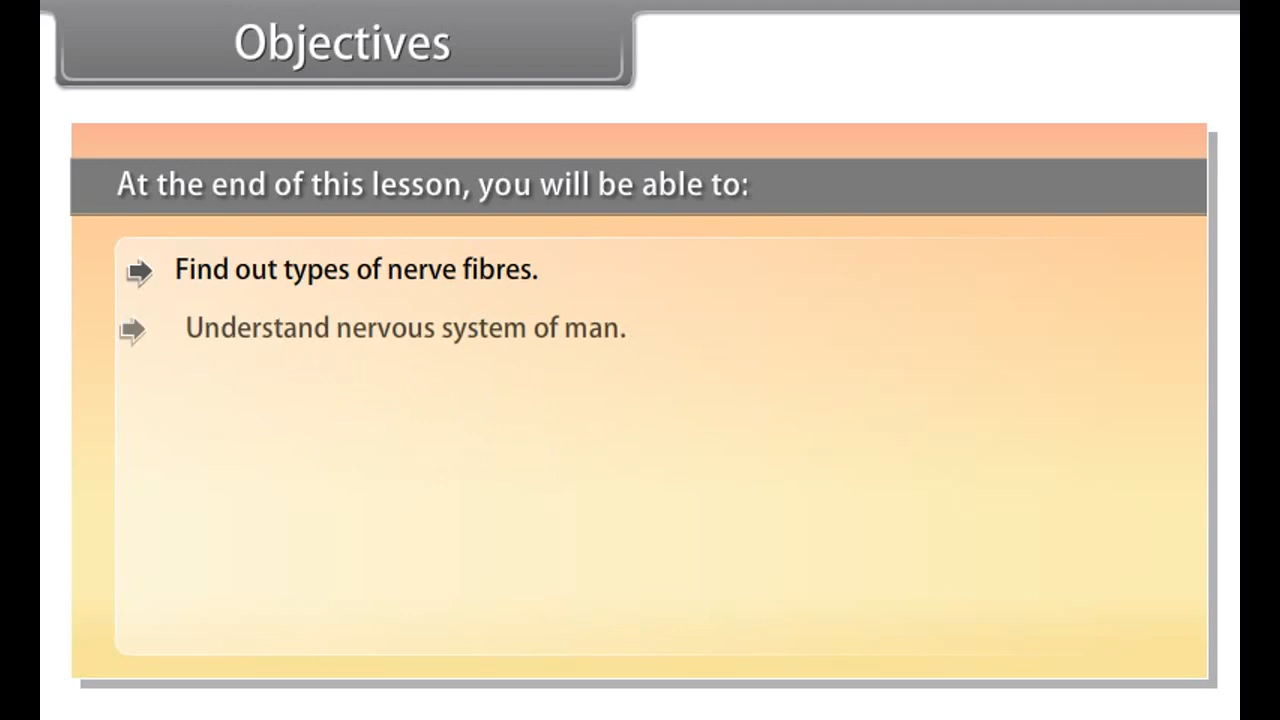 Objectives
At the end of this lesson, you will be able to:
Find out types of nerve fibres.
Understand nervous system of man.